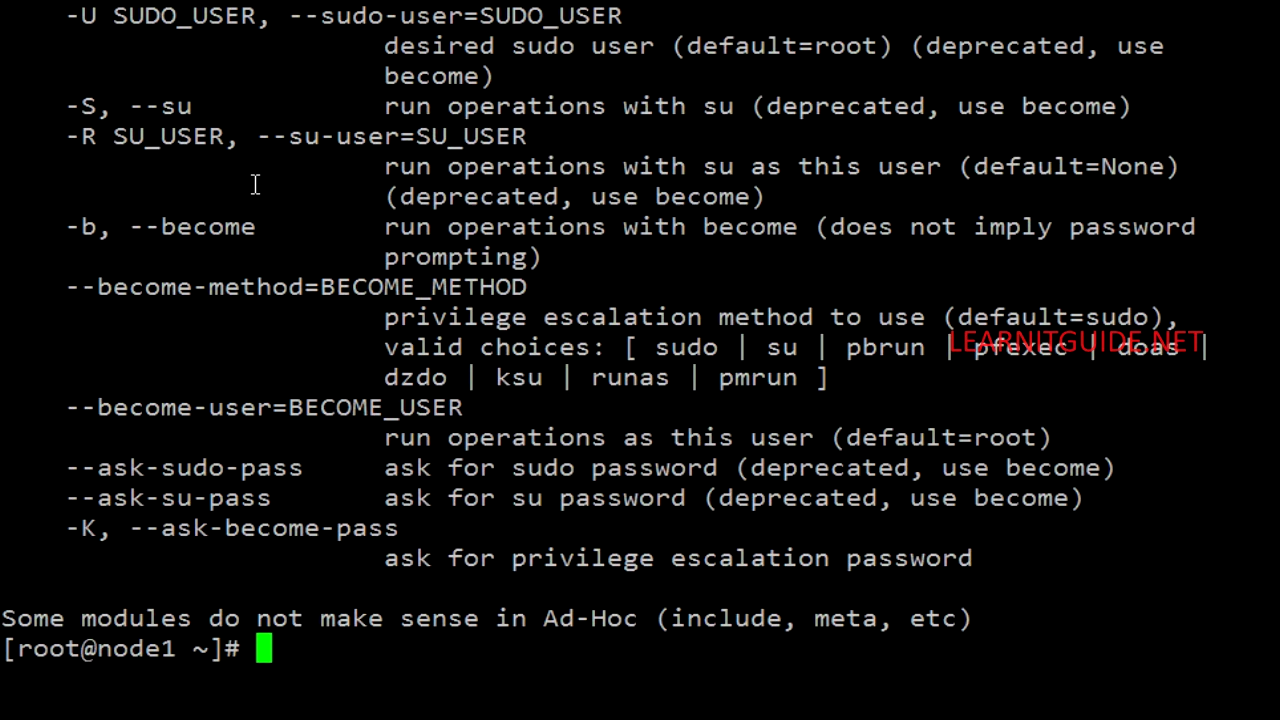 -U SUDO_USER, --sudo-user=SUDO_USER
desired sudo user (default=root) (deprecated, use
become)
-S, --su run operations with su (deprecated, use become)
-R SU_USER, --su-user=SU_USER
run operations with su as this user (default=None)
(deprecated, use become)
-b, --become run operations with become (does not imply password
prompting)
--become-method=BECOME_METHOD
privilege escalation method to use (default=sudo),
valid choices: [ sudo | su | pbrun | pfexec | doas |
LEARNITGUIDE.NET
dzdo | ksu | runas | pmrun ]
--become-user=BECOME_USER
run operations as this user (default=root)
--ask-sudo-pass ask for sudo password (deprecated, use become)
--ask-su-pass ask for su password (deprecated, use become)
-K, --ask-become-pass
ask for privilege escalation password
Some modules do not make sense in Ad-Hoc (include, meta, etc)
[root@node1 ~]#